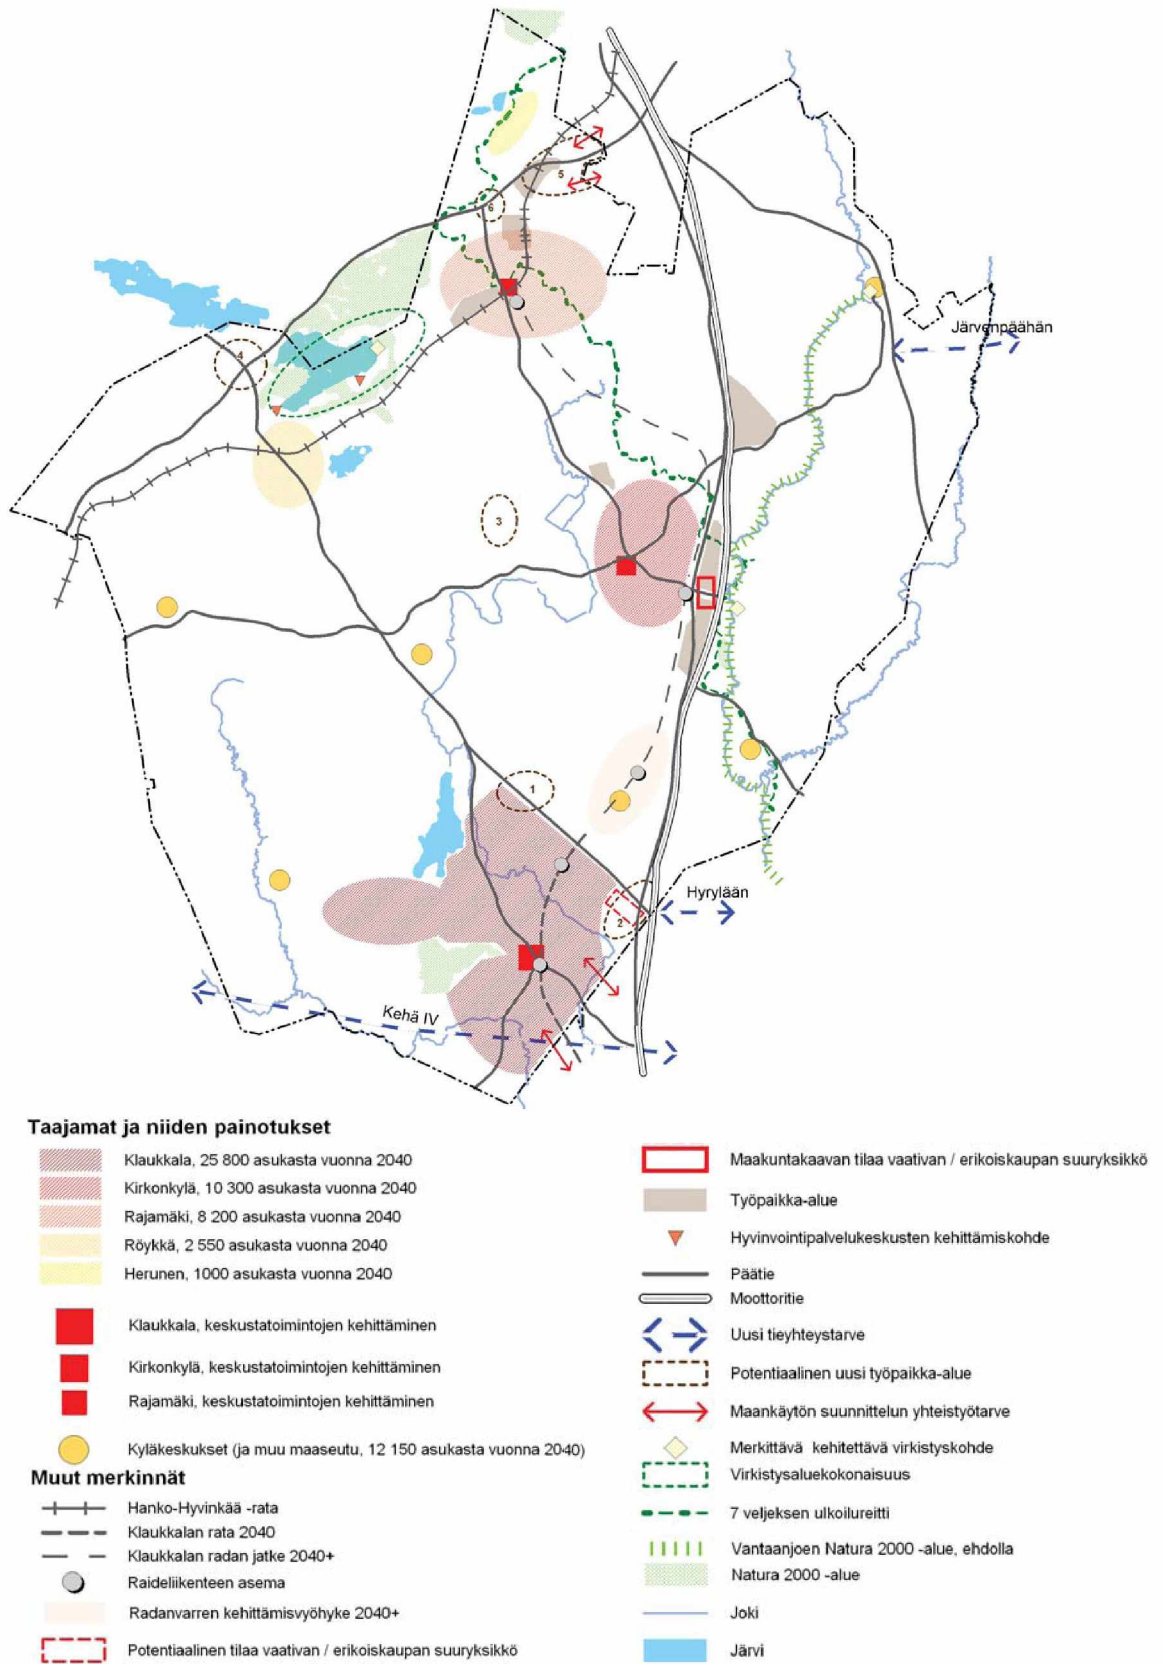 5
6
Järvenpäähän
4
3
1
Hyrylään
2
Kehä IV
Taajamat ja niiden painotukset
Klaukkala, 25 800 asukasta vuonna 2040
Kirkonkylä, 10 300 asukasta vuonna 2040
Rajamäki, 8 200 asukasta vuonna 2040
Röykkä, 2 550 asukasta vuonna 2040
Herunen, 1000 asukasta vuonna 2040
Klaukkala, keskustatoimintojen kehittäminen
Kirkonkylä, keskustatoimintojen kehittäminen
Rajamäki, keskustatoimintojen kehittäminen
Kyläkeskukset (ja muu maaseutu, 12 150 asukasta vuonna 2040)
Muut merkinnät
Hanko-Hyvinkää -rata
Klaukkalan rata 2040
Klaukkalan radan jatke 2040+
Raideliikenteen asema
Radanvarren kehittämisvyöhyke 2040+
Potentiaalinen tilaa vaativan / erikoiskaupan suuryksikkö
Maakuntakaavan tilaa vaativan / erikoiskaupan suuryksikkö
Työpaikka-alue
Hyvinvointipalvelukeskusten kehittämiskohde
Päätie
Moottoritie
Uusi tieyhteystarve
Potentiaalinen uusi työpaikka-alue
Maankäytön suunnittelun yhteistyötarve
Merkittävä kehitettävä virkistyskohde
Virkistysaluekokonaisuus
7 veljeksen ulkoilureitti
Vantaanjoen Natura 2000 -alue, ehdolla
Natura 2000 -alue
Joki
Järvi